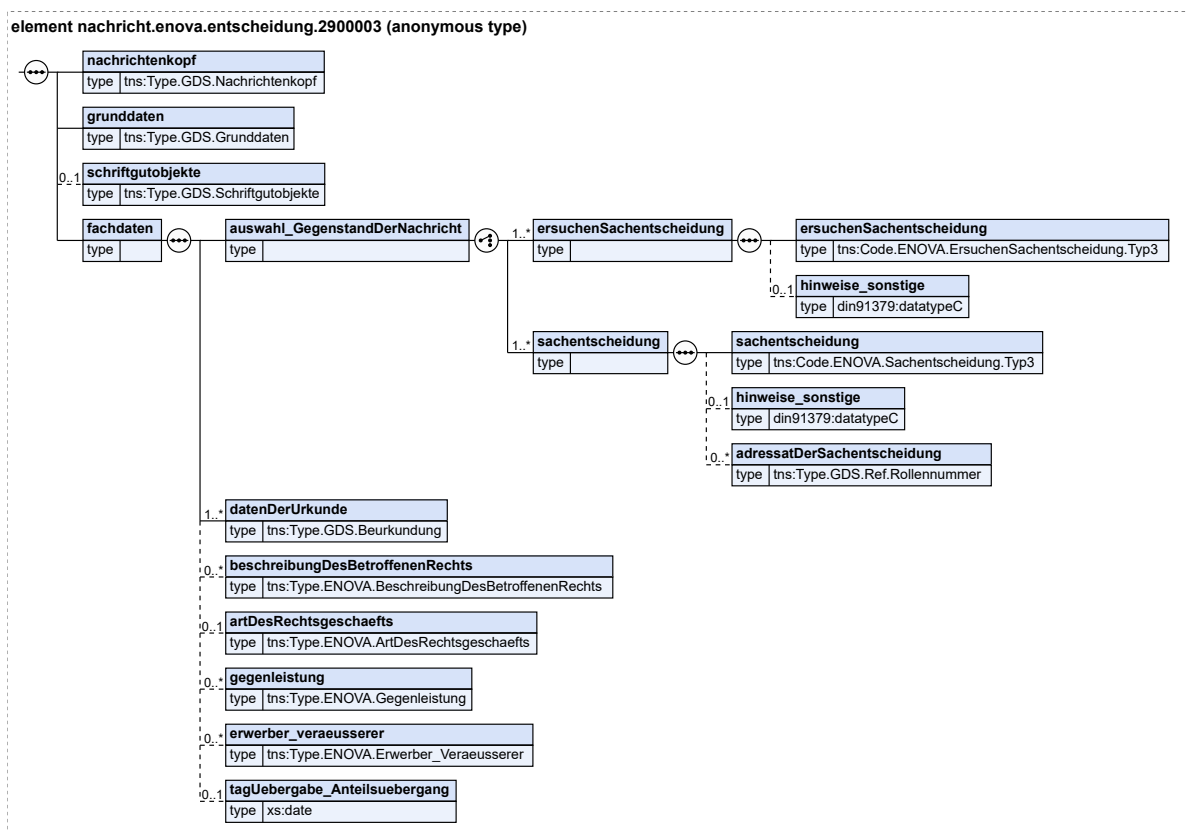 element nachricht.enova.entscheidung.2900003 (anonymous type)
nachrichtenkopf
type tns:Type.GDS.Nachrichtenkopf
grunddaten
type tns:Type.GDS.Grunddaten
0..1 schriftgutobjekte
type tns:Type.GDS.Schriftgutobjekte
fachdaten
type
auswahl_GegenstandDerNachricht
type
1..* ersuchenSachentscheidung
type
ersuchenSachentscheidung
type tns:Code.ENOVA.ErsuchenSachentscheidung.Typ3
0..1 hinweise_sonstige
type din91379:datatypeC
1..* sachentscheidung
type
sachentscheidung
type tns:Code.ENOVA.Sachentscheidung.Typ3
0..1 hinweise_sonstige
type din91379:datatypeC
0..* adressatDerSachentscheidung
type tns:Type.GDS.Ref.Rollennummer
1..* datenDerUrkunde
type tns:Type.GDS.Beurkundung
0..* beschreibungDesBetroffenenRechts
type tns:Type.ENOVA.BeschreibungDesBetroffenenRechts
0..1 artDesRechtsgeschaefts
type tns:Type.ENOVA.ArtDesRechtsgeschaefts
0..* gegenleistung
type tns:Type.ENOVA.Gegenleistung
0..* erwerber_veraeusserer
type tns:Type.ENOVA.Erwerber_Veraeusserer
0..1 tagUebergabe_Anteilsuebergang
type xs:date